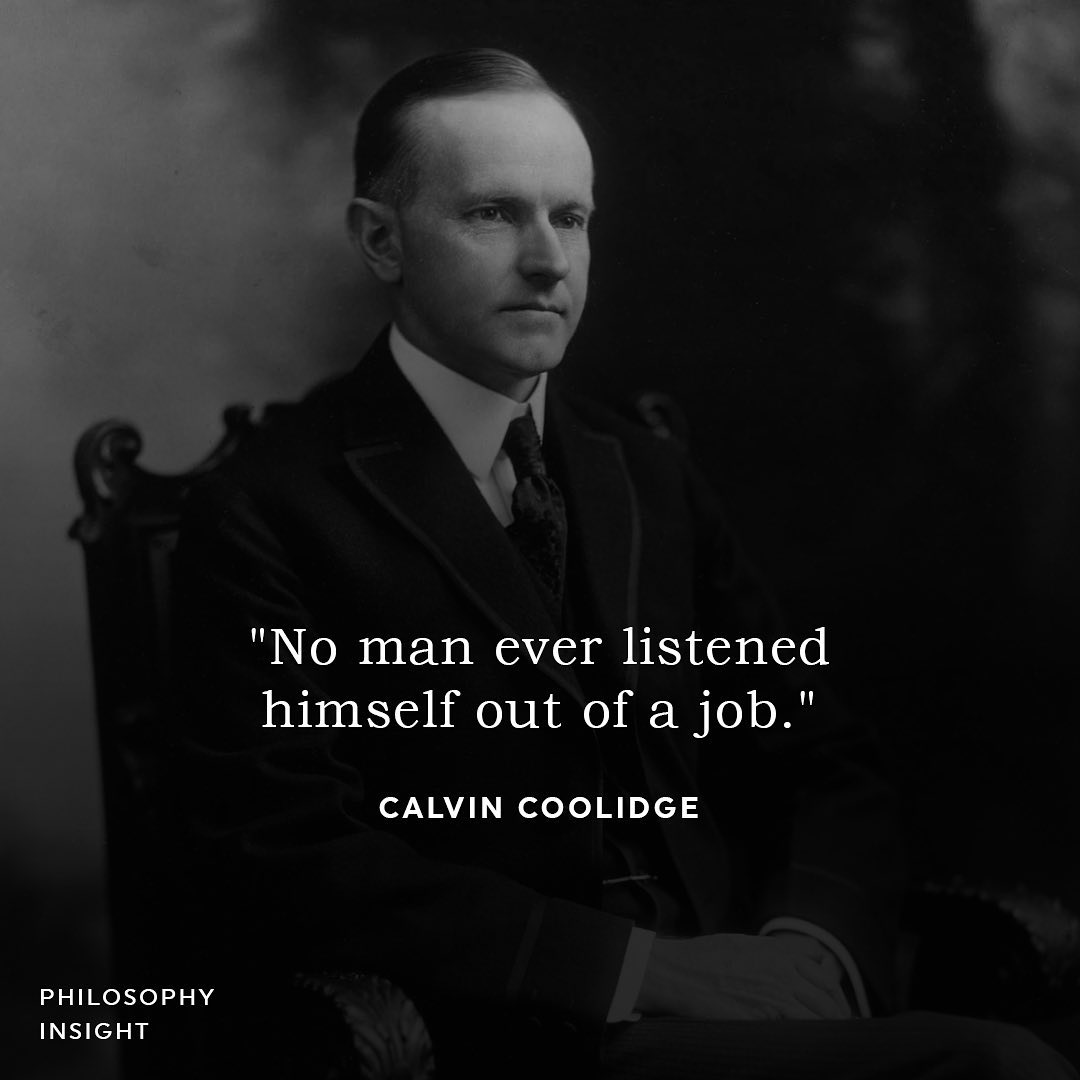 "No man ever listened
himself out of a job."
CALVIN COOLIDGE
PHILOSOPHY
INSIGHT